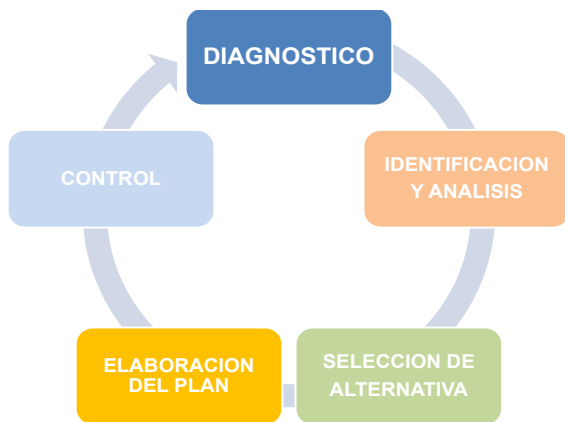 DIAGNOSTICO
IDENTIFICACION
Y ANALISIS
SELECCION DE
ALTERNATIVA
ELABORACION
DEL PLAN
CONTROL